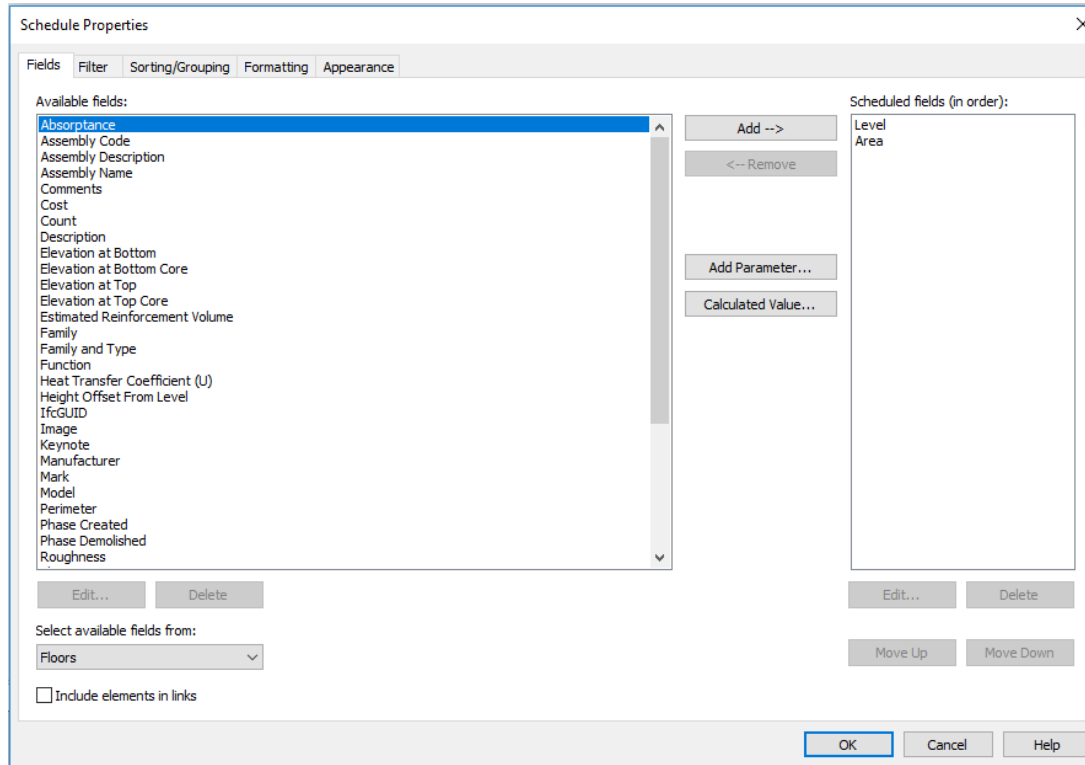 Schedule Properties
Fields Filter Sorting/Grouping Formatting Appearance
Available fields:
Absorptance
Assembly Code
Assembly Description
Assembly Name
Comments
Cost
Count
Description
Elevation at Bottom
Elevation at Bottom Core
Elevation at Top
Elevation at Top Core
Estimated Reinforcement Volume
Family
Family and Type
Function
Heat Transfer Coefficient (U)
Height Offset From Level
IfcGUID
Image
Keynote
Manufacturer
Mark
Model
Perimeter
Phase Created
Phase Demolished
Roughness
Edit... Delete
Select available fields from:
Floors
Include elements in links
Add -->
<-- Remove
Add Parameter...
Calculated Value...
Scheduled fields (in order):
Level
Area
Edit... Delete
Move Up Move Down
OK Cancel Help